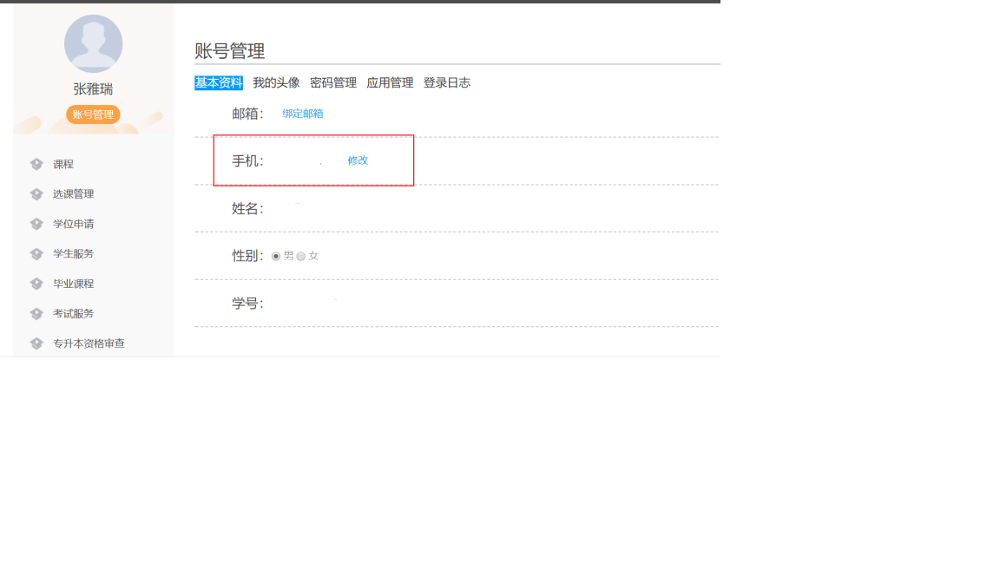 张雅瑞
账号管理
课程
选课管理
学位申请
学生服务
毕业课程
考试服务
专升本资格审查
账号管理
基本资料 我的头像 密码管理 应用管理 登录日志
邮箱： 绑定邮箱
手机： 修改
姓名：
性别： 男 女
学号：